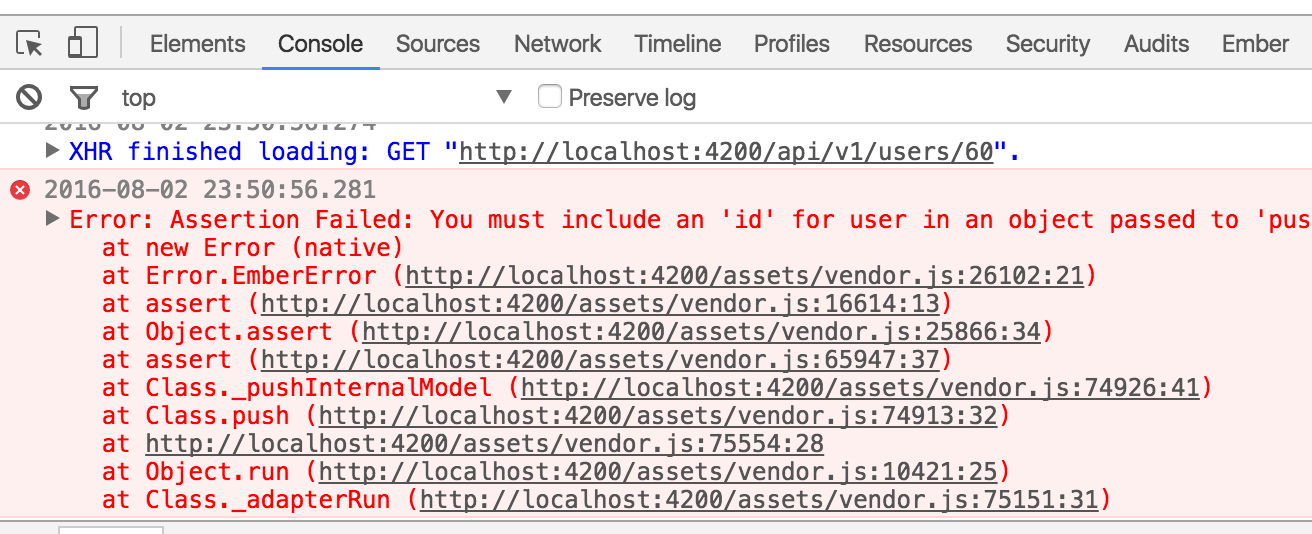 Elements Console Sources Network Timeline Profiles Resources Security Audits Ember
top Preserve log
2016-08-02 23:50:56.274
XHR finished loading: GET "http://localhost:4200/api/v1/users/60".
2016-08-02 23:50:56.281
Error: Assertion Failed: You must include an 'id' for user in an object passed to 'pus
at new Error (native)
at Error.EmberError (http://localhost:4200/assets/vendor.js:26102:21)
at assert (http://localhost:4200/assets/vendor.js:16614:13)
at Object.assert (http://localhost:4200/assets/vendor.js:25866:34)
at assert (http://localhost:4200/assets/vendor.js:65947:37)
at Class._pushInternalModel (http://localhost:4200/assets/vendor.js:74926:41)
at Class.push (http://localhost:4200/assets/vendor.js:74913:32)
at http://localhost:4200/assets/vendor.js:75554:28
at Object.run (http://localhost:4200/assets/vendor.js:10421:25)
at Class._adapterRun (http://localhost:4200/assets/vendor.js:75151:31)